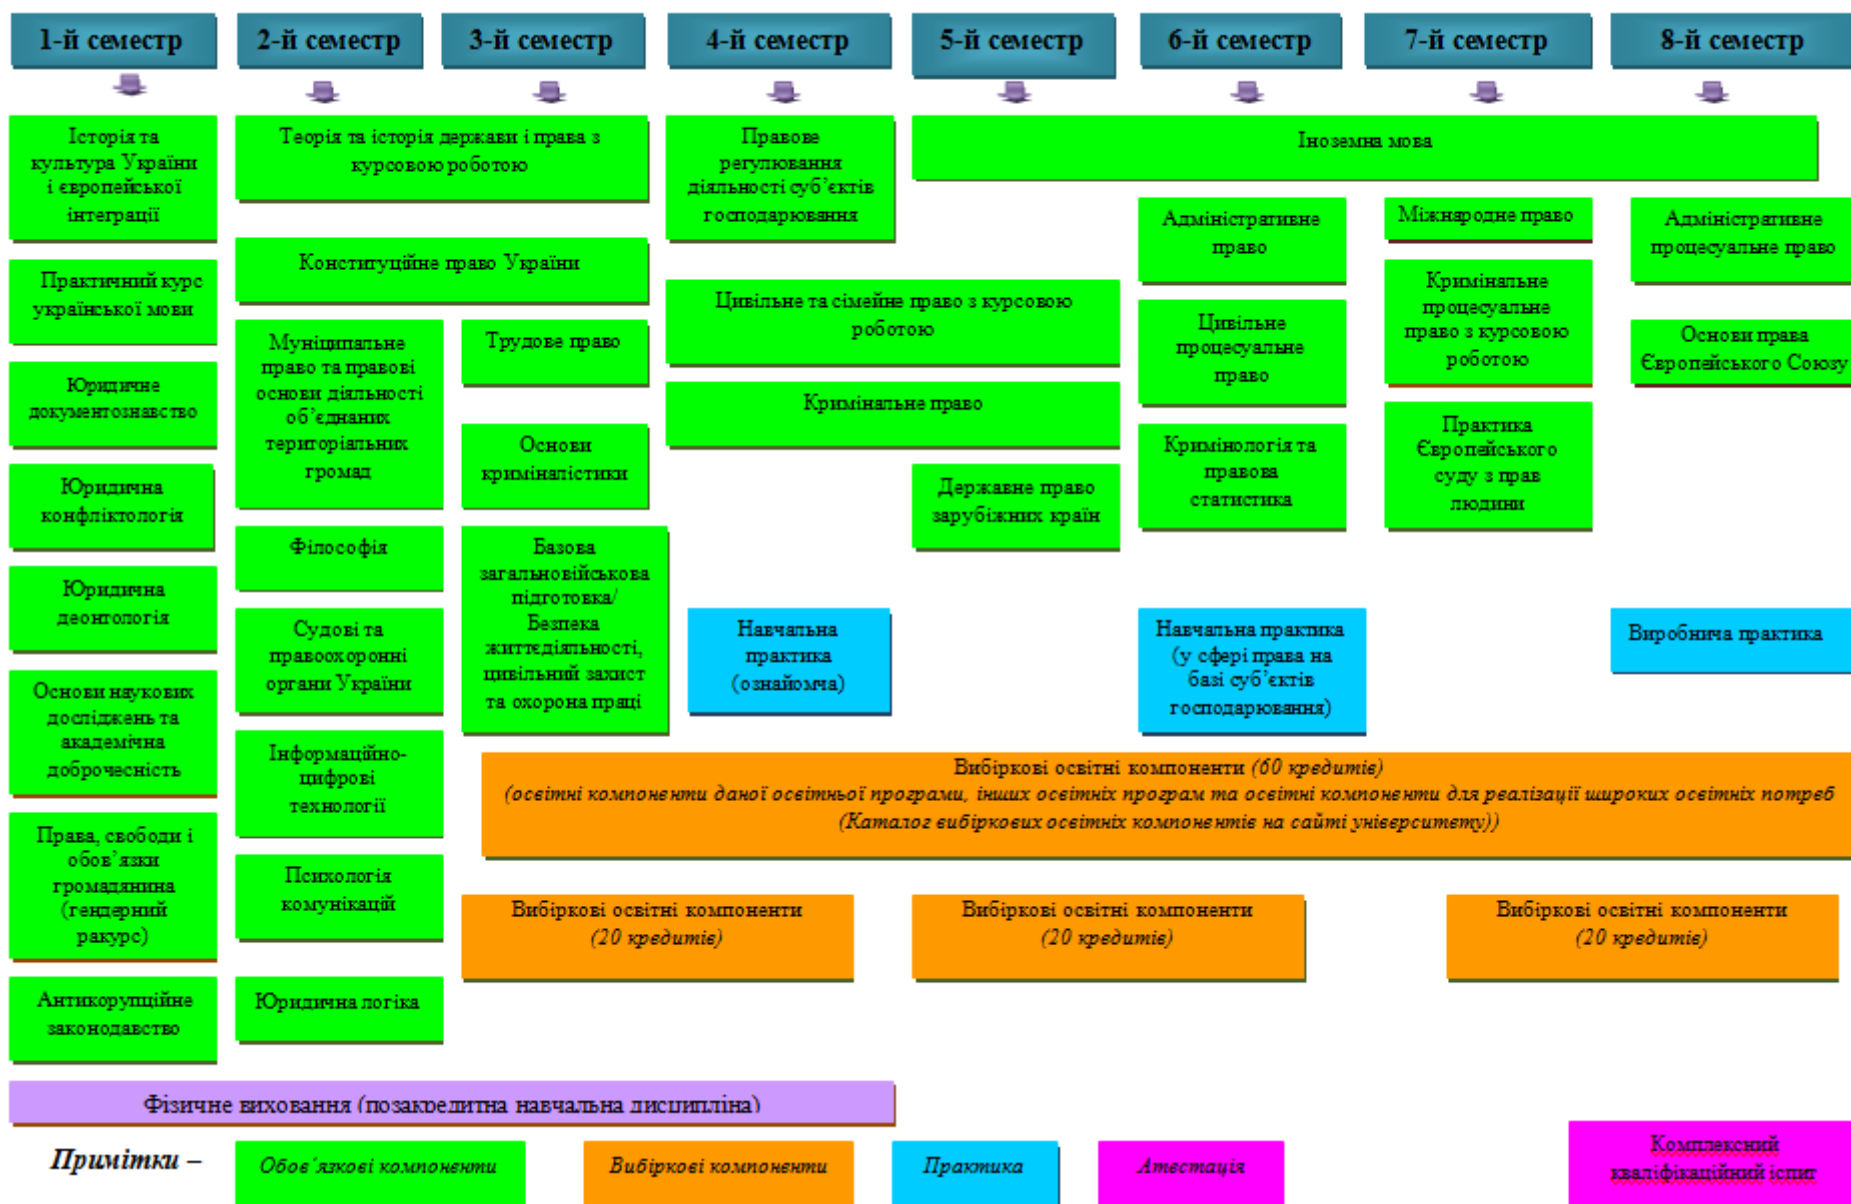 1-й семестр
2-й семестр
3-й семестр
4-й семестр
5-й семестр
6-й семестр
7-й семестр
8-й семестр
Історія та
культура України
і європейської
інтеграції
Практичний курс
української мови
Юридичне
документознавство
Юридична
конфліктологія
Юридична
деонтологія
Основи наукових
досліджень та
академічна
доброчесність
Права, свободи і
обов’язки
громадянина
(гендерний
ракурс)
Антикорупційне
законодавство
Теорія та історія держави і права з
курсовою роботою
Конституційне право України
Муніципальне
право та правові
основи діяльності
об’єднаних
територіальних
громад
Філософія
Судові та
правоохоронні
органи України
Інформаційно-
цифрові
технології
Психологія
комунікацій
Юридична логіка
Трудове право
Основи
криміналістики
Базова
загальновійськова
підготовка/
Безпека
життєдіяльності,
цивільний захист
та охорона праці
Правове
регулювання
діяльності суб’єктів
господарювання
Цивільне та сімейне право з курсовою
роботою
Кримінальне право
Навчальна
практика
(ознайомча)
Іноземна мова
Державне право
зарубіжних країн
Адміністративне
право
Цивільне
процесуальне
право
Кримінологія та
правова
статистика
Навчальна практика
(у сфері права на
базі суб’єктів
господарювання)
Міжнародне право
Кримінальне
процесуальне
право з курсовою
роботою
Практика
Європейського
суду з прав
людини
Адміністративне
процесуальне право
Основи права
Європейського Союзу
Виробнича практика
Вибіркові освітні компоненти (60 кредитів)
(освітні компоненти даної освітньої програми, інших освітніх програм та освітні компоненти для реалізації широких освітніх потреб
(Каталог вибіркових освітніх компонентів на сайті університету))
Вибіркові освітні компоненти
(20 кредитів)
Вибіркові освітні компоненти
(20 кредитів)
Вибіркові освітні компоненти
(20 кредитів)
Фізичне виховання (позакредитна навчальна дисципліна)
Примітки –
Обов´язкові компоненти
Вибіркові компоненти
Практика
Атестація
Комплексний
кваліфікаційний іспит